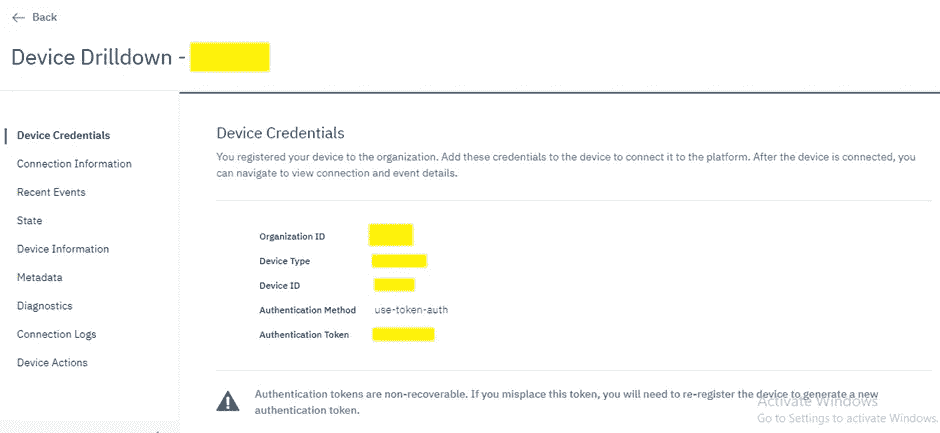 Back
Device Drilldown -
Device Credentials
Connection Information
Recent Events
State
Device Information
Metadata
Diagnostics
Connection Logs
Device Actions
Device Credentials
You registered your device to the organization. Add these credentials to the device to connect it to the platform. After the device is connected, you
can navigate to view connection and event details.
Organization ID
Device Type
Device ID
Authentication Method use-token-auth
Authentication Token
Authentication tokens are non-recoverable. If you misplace this token, you will need to re-register the device to generate a new
authentication token.
Activate Windows
Go to Settings to activate Windows.